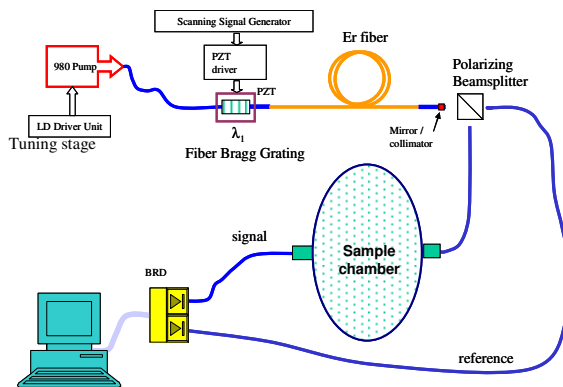 Scanning Signal Generator
980 Pump
PZT
driver
Er fiber
Polarizing
Beamsplitter
PZT
LD Driver Unit
Tuning stage
λ1
Fiber Bragg Grating
Mirror /
collimator
signal
Sample
chamber
BRD
reference